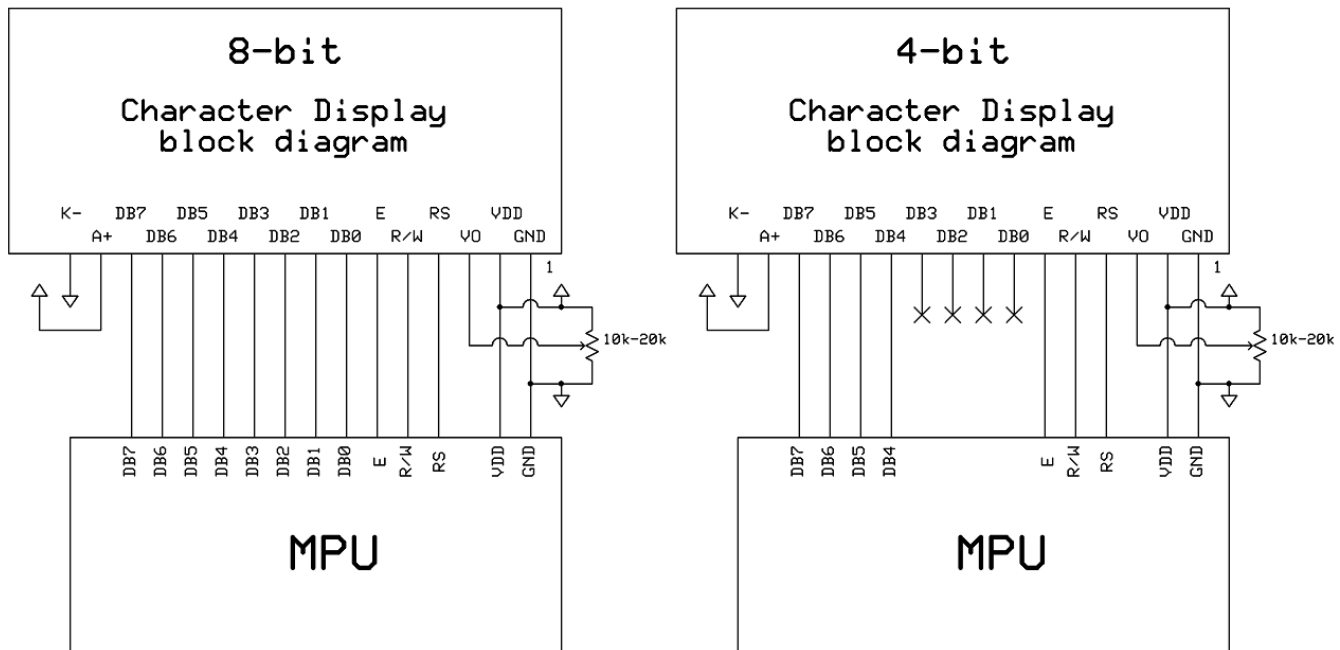 8-bit
Character Display
block diagram
K- DB7 DB5 DB3 DB1 E RS VDD
A+ DB6 DB4 DB2 DB0 R/W VO GND
1
10k-20k
DB7 DB6 DB5 DB4 DB3 DB2 DB1 DB0 E R/W RS VDD GND
MPU
4-bit
Character Display
block diagram
K- DB7 DB5 DB3 DB1 E RS VDD
A+ DB6 DB4 DB2 DB0 R/W VO GND
1
10k-20k
DB7 DB6 DB5 DB4 E R/W RS VDD GND
MPU